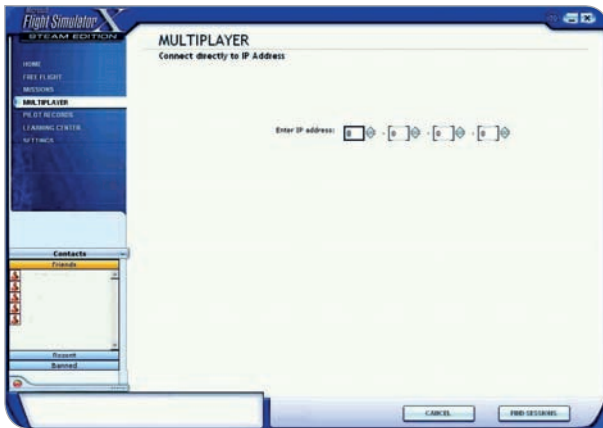 Microsoft
Flight Simulator X
STEAM EDITION
HOME
FREE FLIGHT
MISSIONS
MULTIPLAYER
PILOT RECORDS
LEARNING CENTER
SETTINGS
MULTIPLAYER
Connect directly to IP Address
Enter IP address: 0 . 0 . 0 . 0
Contacts
Friends
Recent
Banned
CANCEL
FIND SESSIONS